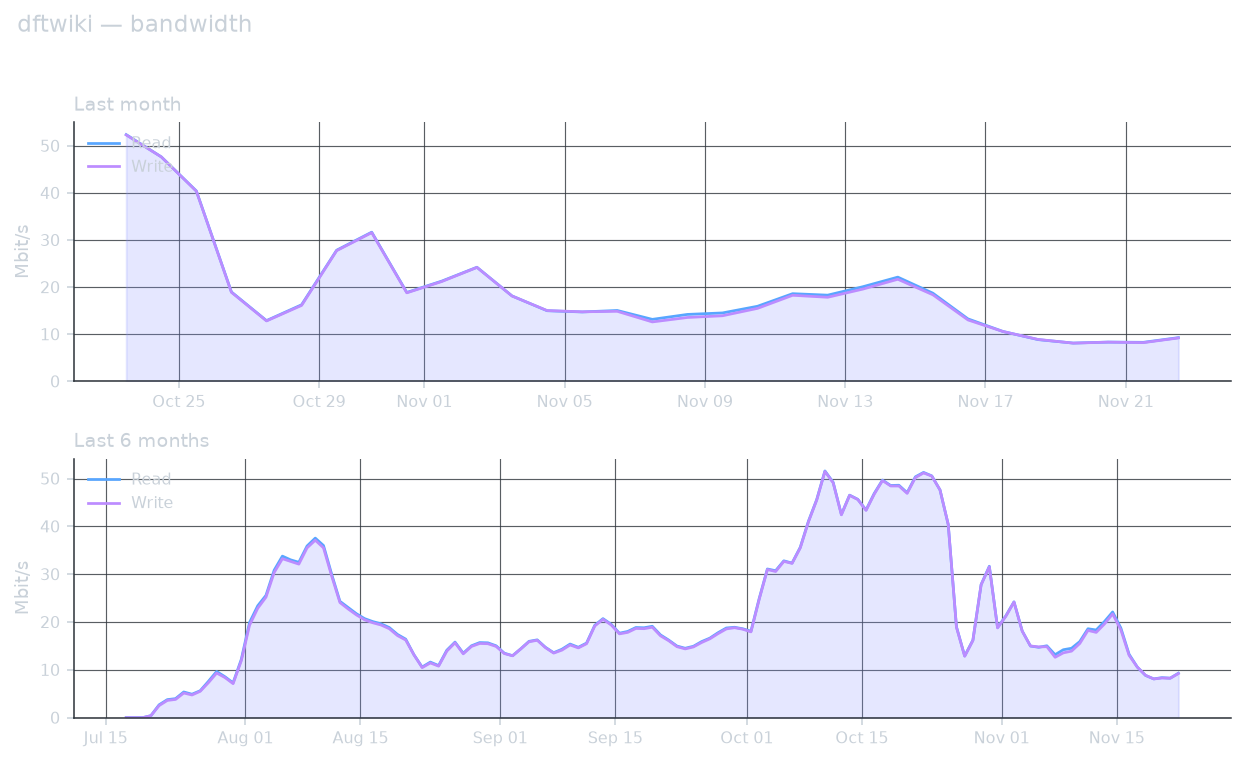 dftwiki — bandwidth
Last month
Read
Write
Mbit/s
50
40
30
20
10
0
Oct 25 Oct 29 Nov 01 Nov 05 Nov 09 Nov 13 Nov 17 Nov 21
Last 6 months
Read
Write
Mbit/s
50
40
30
20
10
0
Jul 15 Aug 01 Aug 15 Sep 01 Sep 15 Oct 01 Oct 15 Nov 01 Nov 15